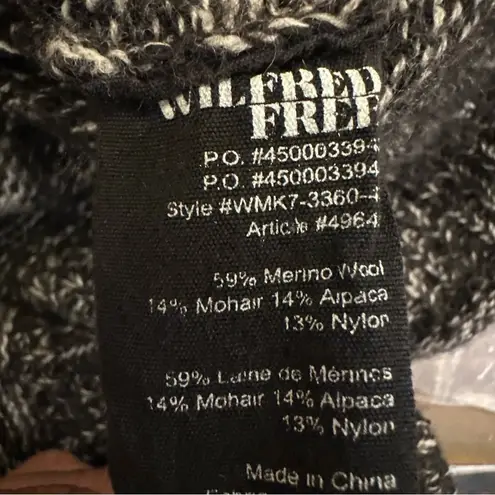 WILFRED
FREE
P.O. #450003394
P.O. #450003394
Style #WMK7-3360-4
Article #4964
59% Merino Wool
14% Mohair 14% Alpaca
13% Nylon
59% Laine de Mérinos
14% Mohair 14% Alpaca
13% Nylon
Made in China